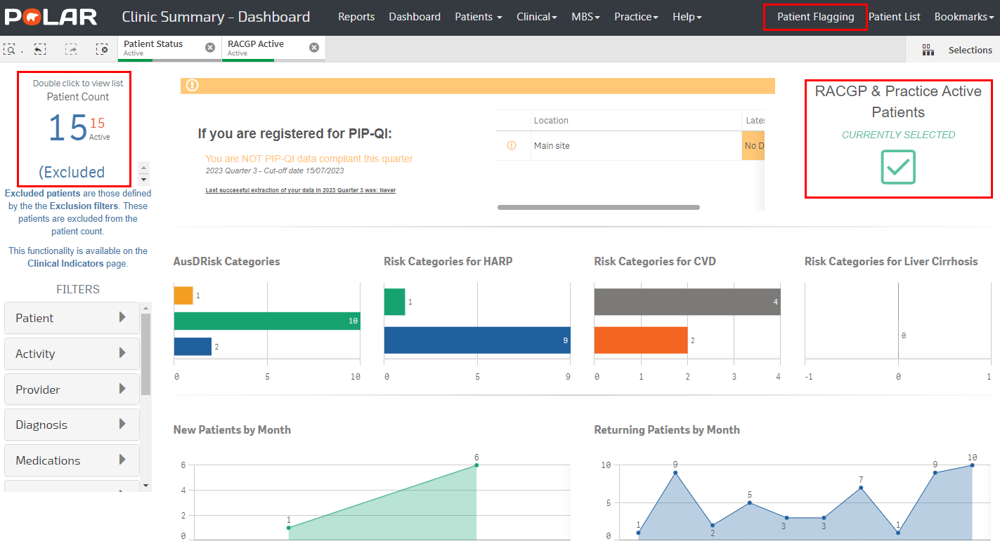 POLAR
Clinic Summary - Dashboard
Reports
Dashboard
Patients
Clinical
MBS
Practice
Help
Patient Flagging
Patient List
Bookmarks
Patient Status
Active
RACGP Active
Active
Selections
Double click to view list
Patient Count
15 15
Active
(Excluded
Excluded patients are those defined
by the the Exclusion filters. These
patients are excluded from the
patient count.
This functionality is available on the
Clinical Indicators page.
FILTERS
Patient
Activity
Provider
Diagnosis
Medications
If you are registered for PIP-QI:
You are NOT PIP-QI data compliant this quarter
2023 Quarter 3 - Cut-off date 15/07/2023
Last successful extraction of your data in 2023 Quarter 3 was: Never
Location
Lates
Main site
No D
RACGP & Practice Active
Patients
CURRENTLY SELECTED
AusDRisk Categories
1
10
2
0 5 10
Risk Categories for HARP
1
9
0 5 9
Risk Categories for CVD
4
2
0 1 2 3 4
Risk Categories for Liver Cirrhosis
0
-1 0 1
New Patients by Month
6
4
2
0
1
6
Returning Patients by Month
10
5
0
1
9
2
5
3
3
7
1
9
10